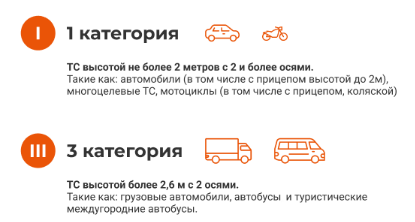 I 1 категория
ТС высотой не более 2 метров с 2 и более осями.
Такие как: автомобили (в том числе с прицепом высотой до 2м),
многоцелевые ТС, мотоциклы (в том числе с прицепом, коляской)
III 3 категория
ТС высотой более 2,6 м с 2 осями.
Такие как: грузовые автомобили, автобусы и туристические
междугородние автобусы.